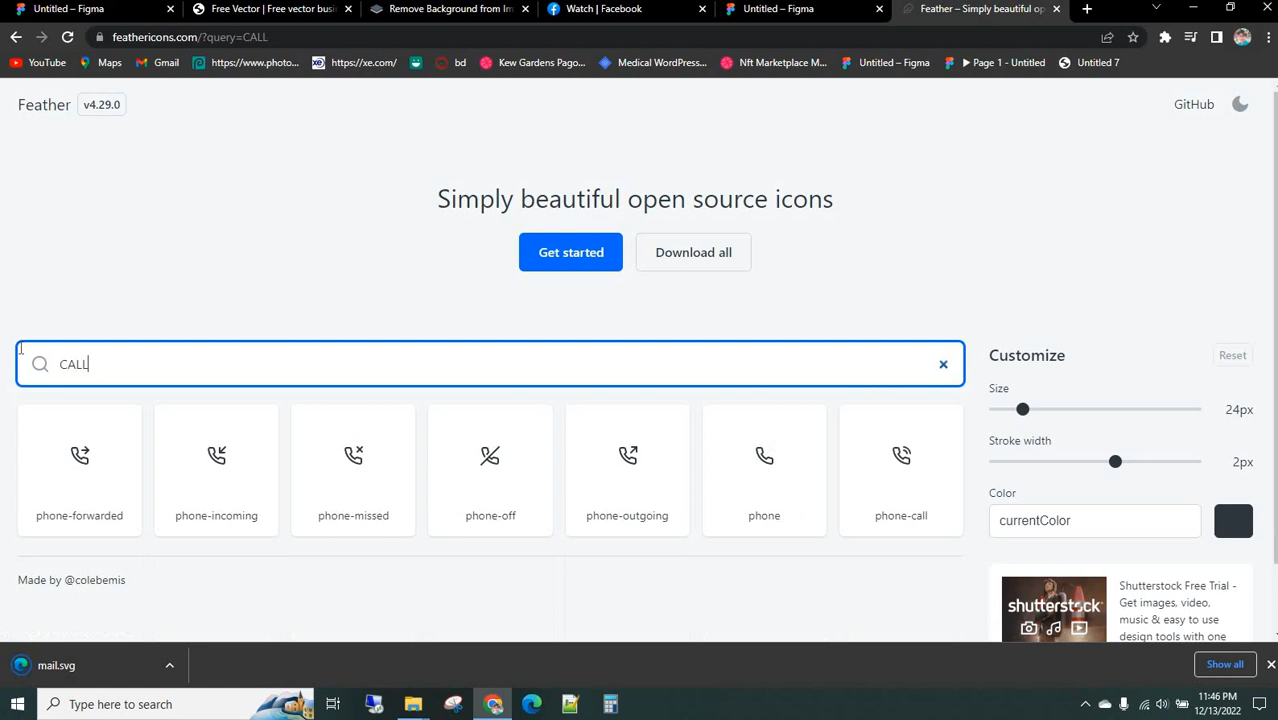 Untitled – Figma
Free Vector | Free vector busin
Remove Background from Im
Watch | Facebook
Untitled – Figma
Feather – Simply beautiful op
feathericons.com/?query=CALL
YouTube
Maps
Gmail
https://www.photo...
https://xe.com/
bd
Kew Gardens Pago...
Medical WordPress...
Nft Marketplace M...
Untitled – Figma
▶ Page 1 - Untitled
Untitled 7
Feather
v4.29.0
GitHub
Simply beautiful open source icons
Get started
Download all
CALL
Customize
Reset
Size
24px
Stroke width
2px
Color
currentColor
phone-forwarded
phone-incoming
phone-missed
phone-off
phone-outgoing
phone
phone-call
Made by @colebemis
shutterstock
Shutterstock Free Trial -
Get images, video,
music & easy to use
design tools with one
mail.svg
Show all
Type here to search
11:46 PM
12/13/2022